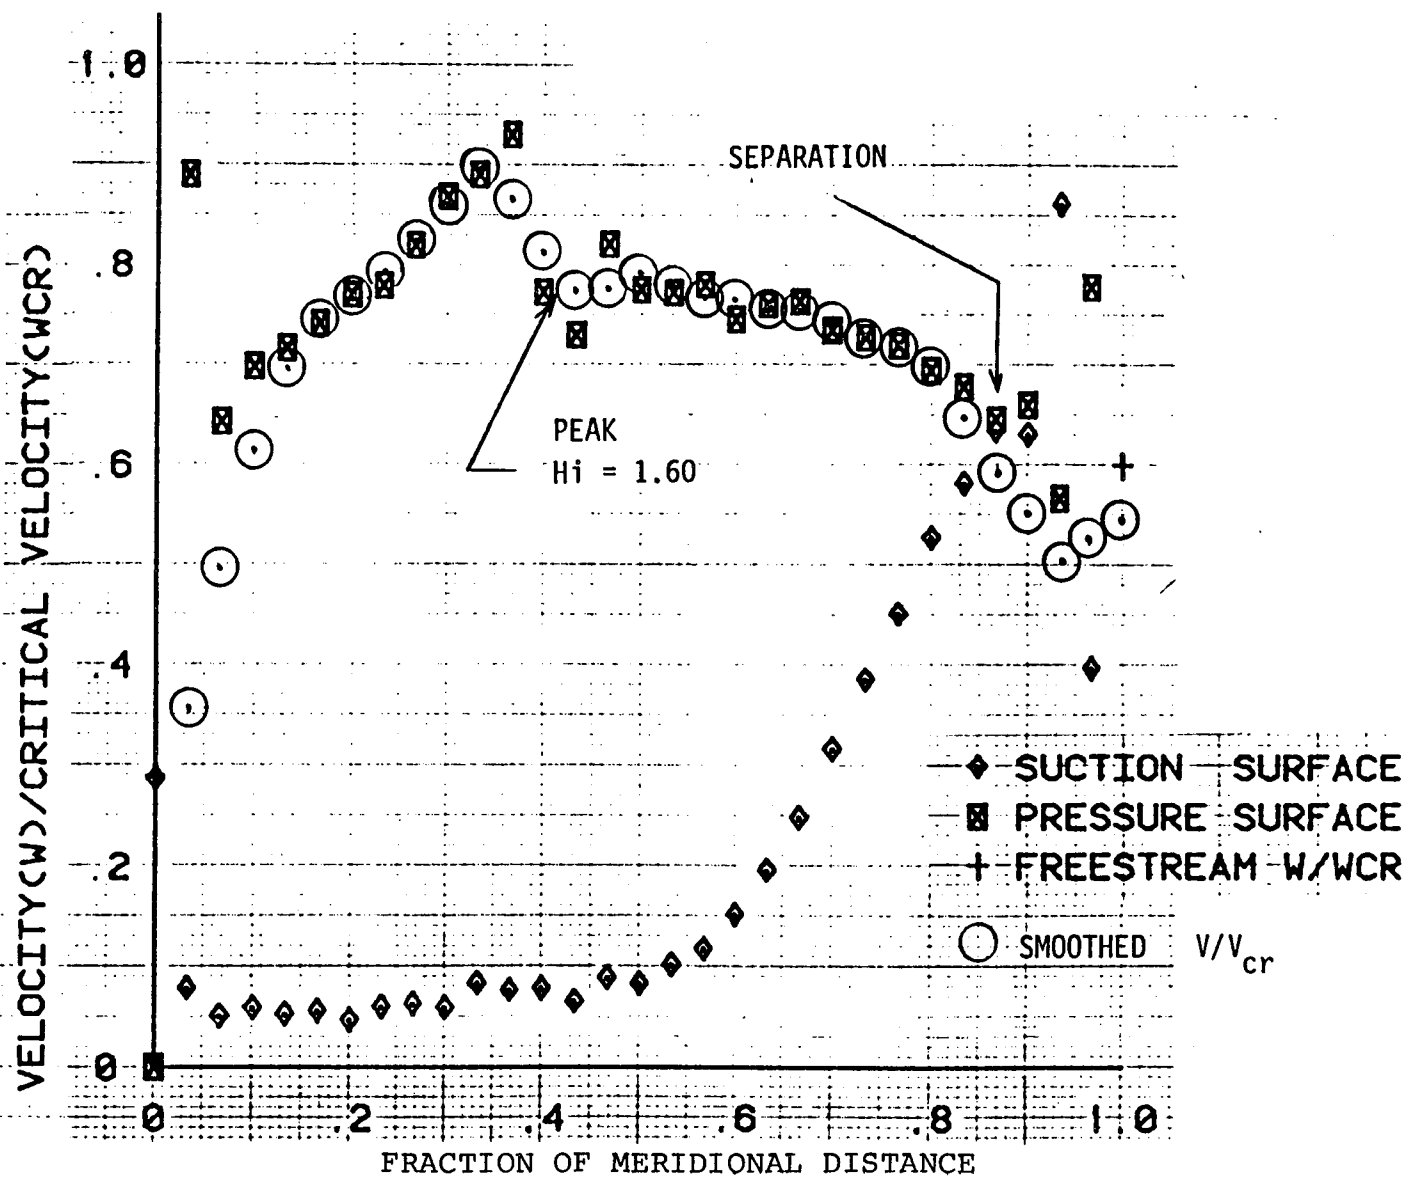 VELOCITY(W)/CRITICAL VELOCITY(WCR)
1.0
.8
.6
.4
.2
0
SEPARATION
PEAK
Hi = 1.60
SUCTION SURFACE
PRESSURE SURFACE
FREESTREAM W/WCR
SMOOTHED V/Vcr
0 .2 .4 .6 .8 1.0
FRACTION OF MERIDIONAL DISTANCE